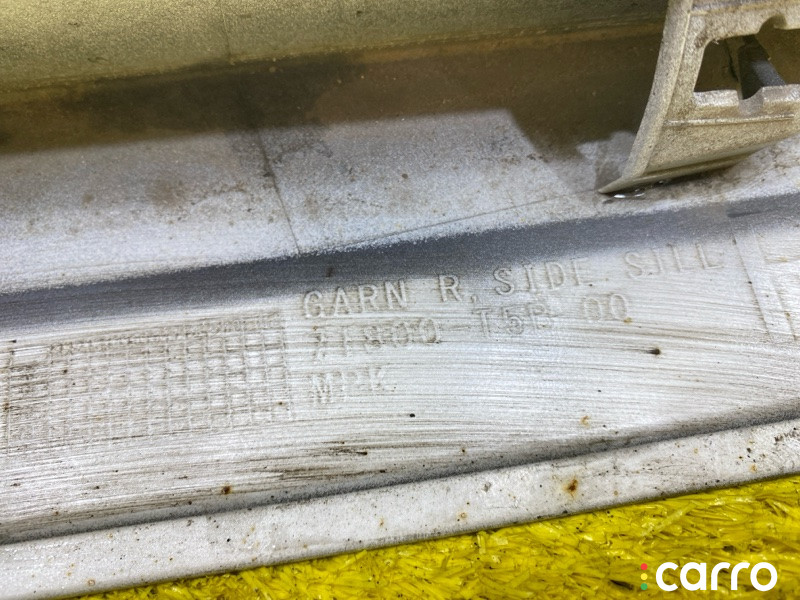 GARN R, SIDE SILL
71800-T5B 00
MPK
carro